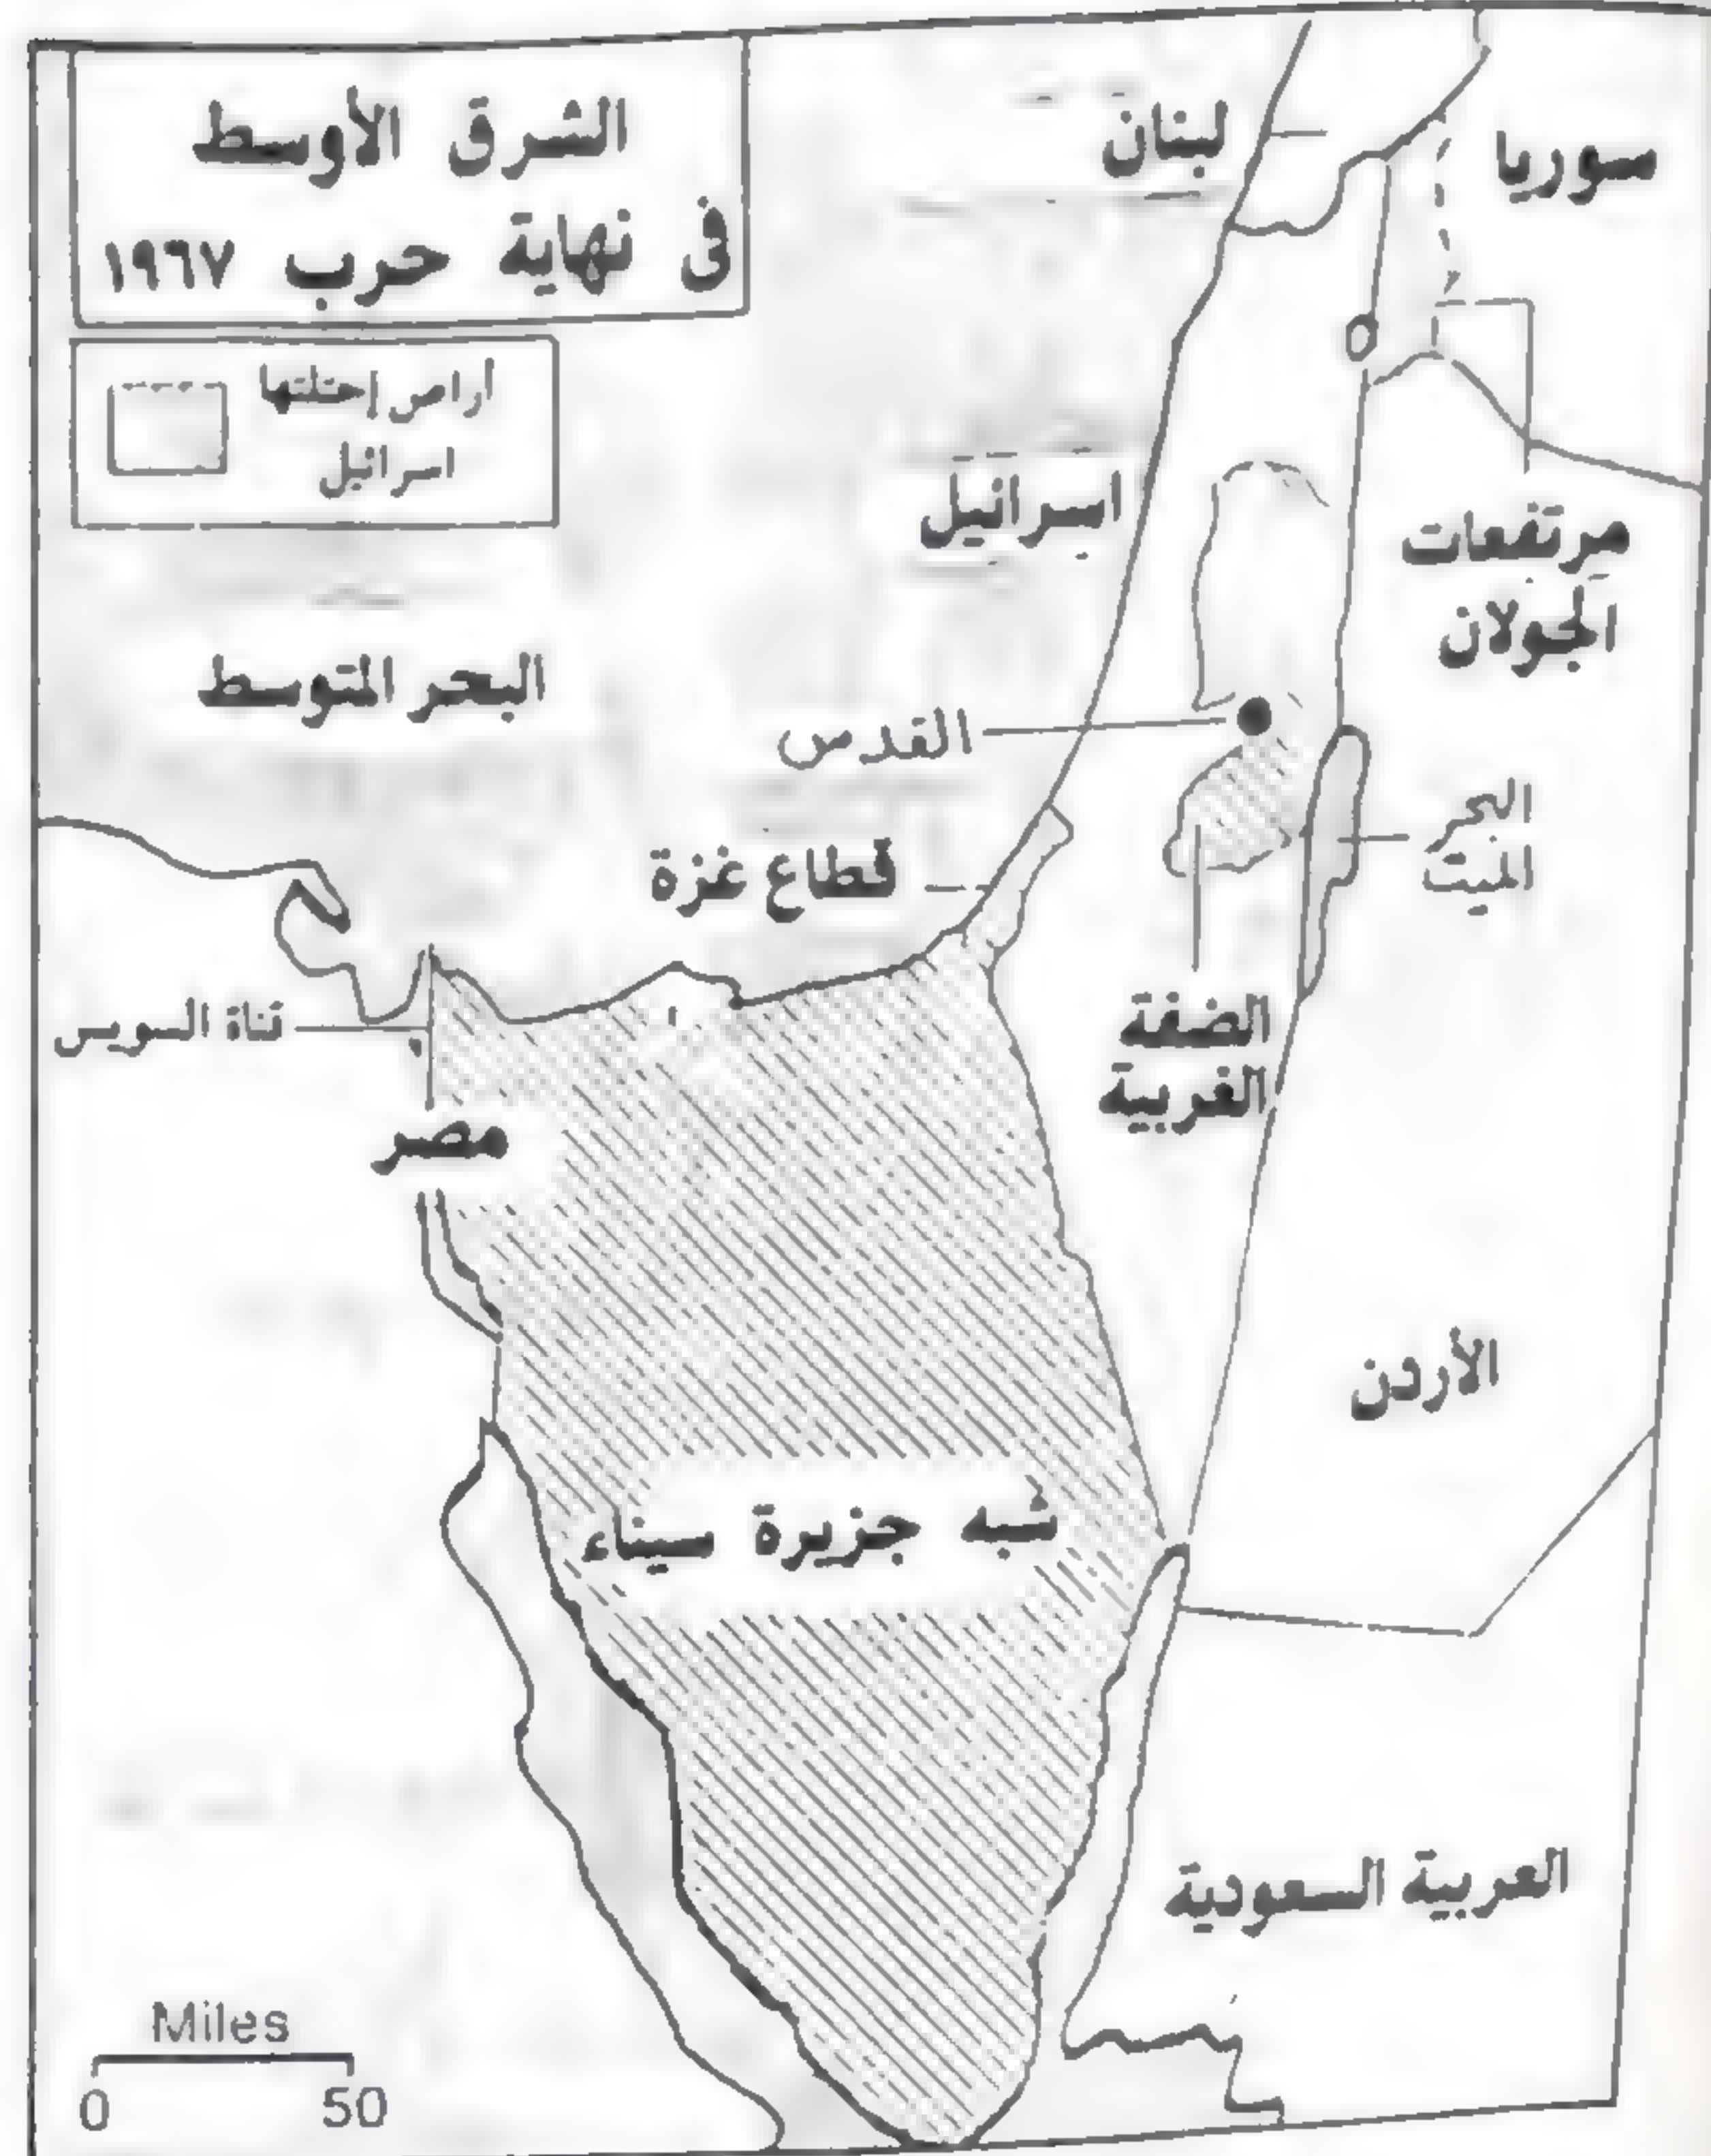 الشرق الأوسط
فى نهاية حرب ١٩٦٧
أراض إحتلتها
اسرائيل
لبنان
سوريا
اسرائيل
مرتفعات
الجولان
البحر المتوسط
القدس
البحر
الميت
قطاع غزة
قناة السويس
الضفة
الغربية
مصر
الأردن
شبه جزيرة سيناء
العربية السعودية
Miles
0 50